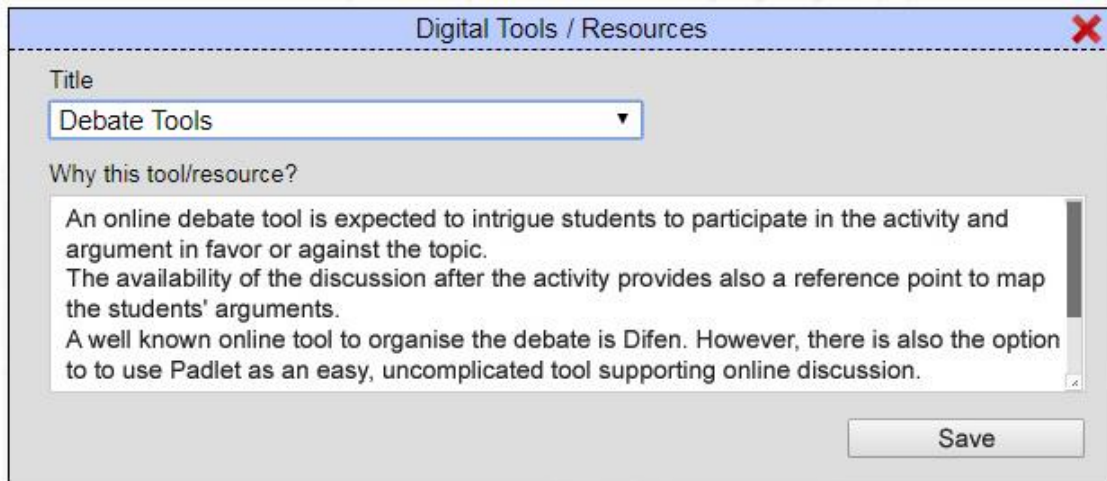 Digital Tools / Resources
Title
Debate Tools
Why this tool/resource?
An online debate tool is expected to intrigue students to participate in the activity and
argument in favor or against the topic.
The availability of the discussion after the activity provides also a reference point to map
the students' arguments.
A well known online tool to organise the debate is Difen. However, there is also the option
to to use Padlet as an easy, uncomplicated tool supporting online discussion.
Save